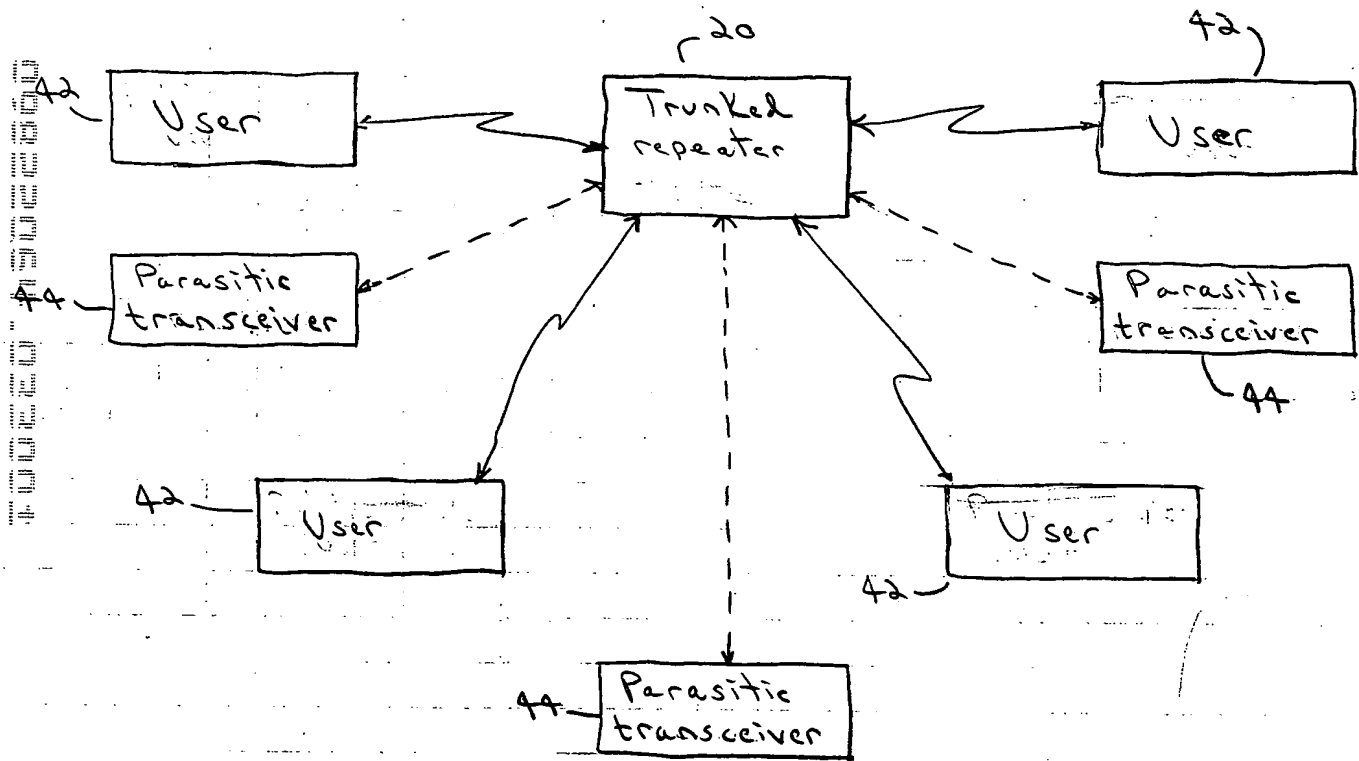 20
42
42
User
Trunked
repeater
User
44
Parasitic
transceiver
Parasitic
transceiver
44
42
User
User
42
44
Parasitic
transceiver